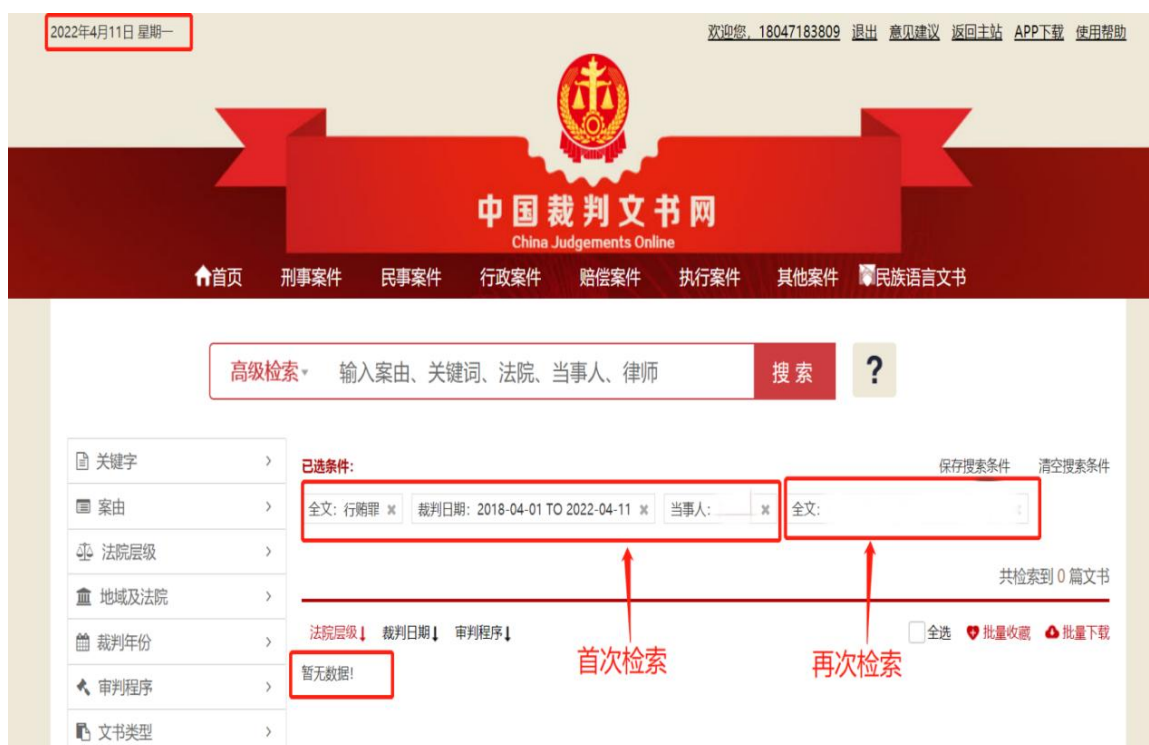 2022年4月11日 星期一
欢迎您，18047183809 退出 意见建议 返回主站 APP下载 使用帮助
中国裁判文书网
China Judgements Online
首页 刑事案件 民事案件 行政案件 赔偿案件 执行案件 其他案件 民族语言文书
高级检索 输入案由、关键词、法院、当事人、律师 搜索 ?
关键字
案由
法院层级
地域及法院
裁判年份
审判程序
文书类型
已选条件：
保存搜索条件 清空搜索条件
全文：行贿罪 × 裁判日期：2018-04-01 TO 2022-04-11 × 当事人： × 全文：
共检索到 0 篇文书
法院层级 裁判日期 审判程序
全选 批量收藏 批量下载
暂无数据!
首次检索
再次检索